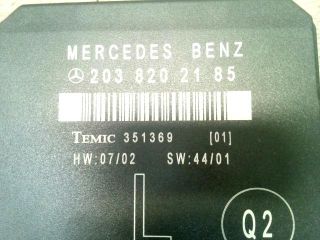 MERCEDES BENZ
203 820 21 85
TEMIC 351369 [01]
HW:07/02 SW:44/01
L Q2